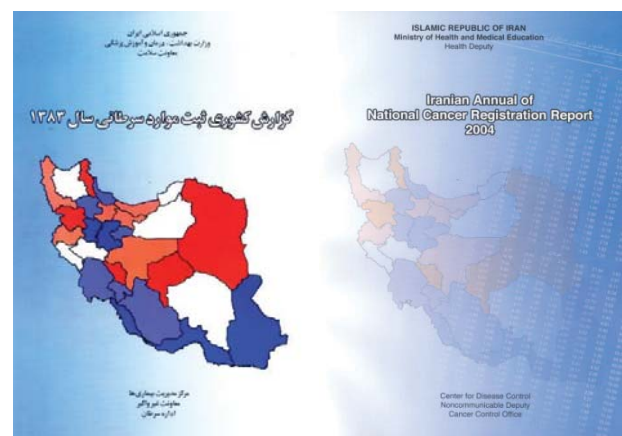 جمهوری اسلامی ایران
وزارت بهداشت، درمان و آموزش پزشکی
معاونت سلامت
گزارش کشوری ثبت موارد سرطانی سال ۱۳۸۳
مرکز مدیریت بیماری‌ها
معاونت غیرواگیر
اداره سرطان
ISLAMIC REPUBLIC OF IRAN
Ministry of Health and Medical Education
Health Deputy
Iranian Annual of
National Cancer Registration Report
2004
Center for Disease Control
Noncommunicable Deputy
Cancer Control Office